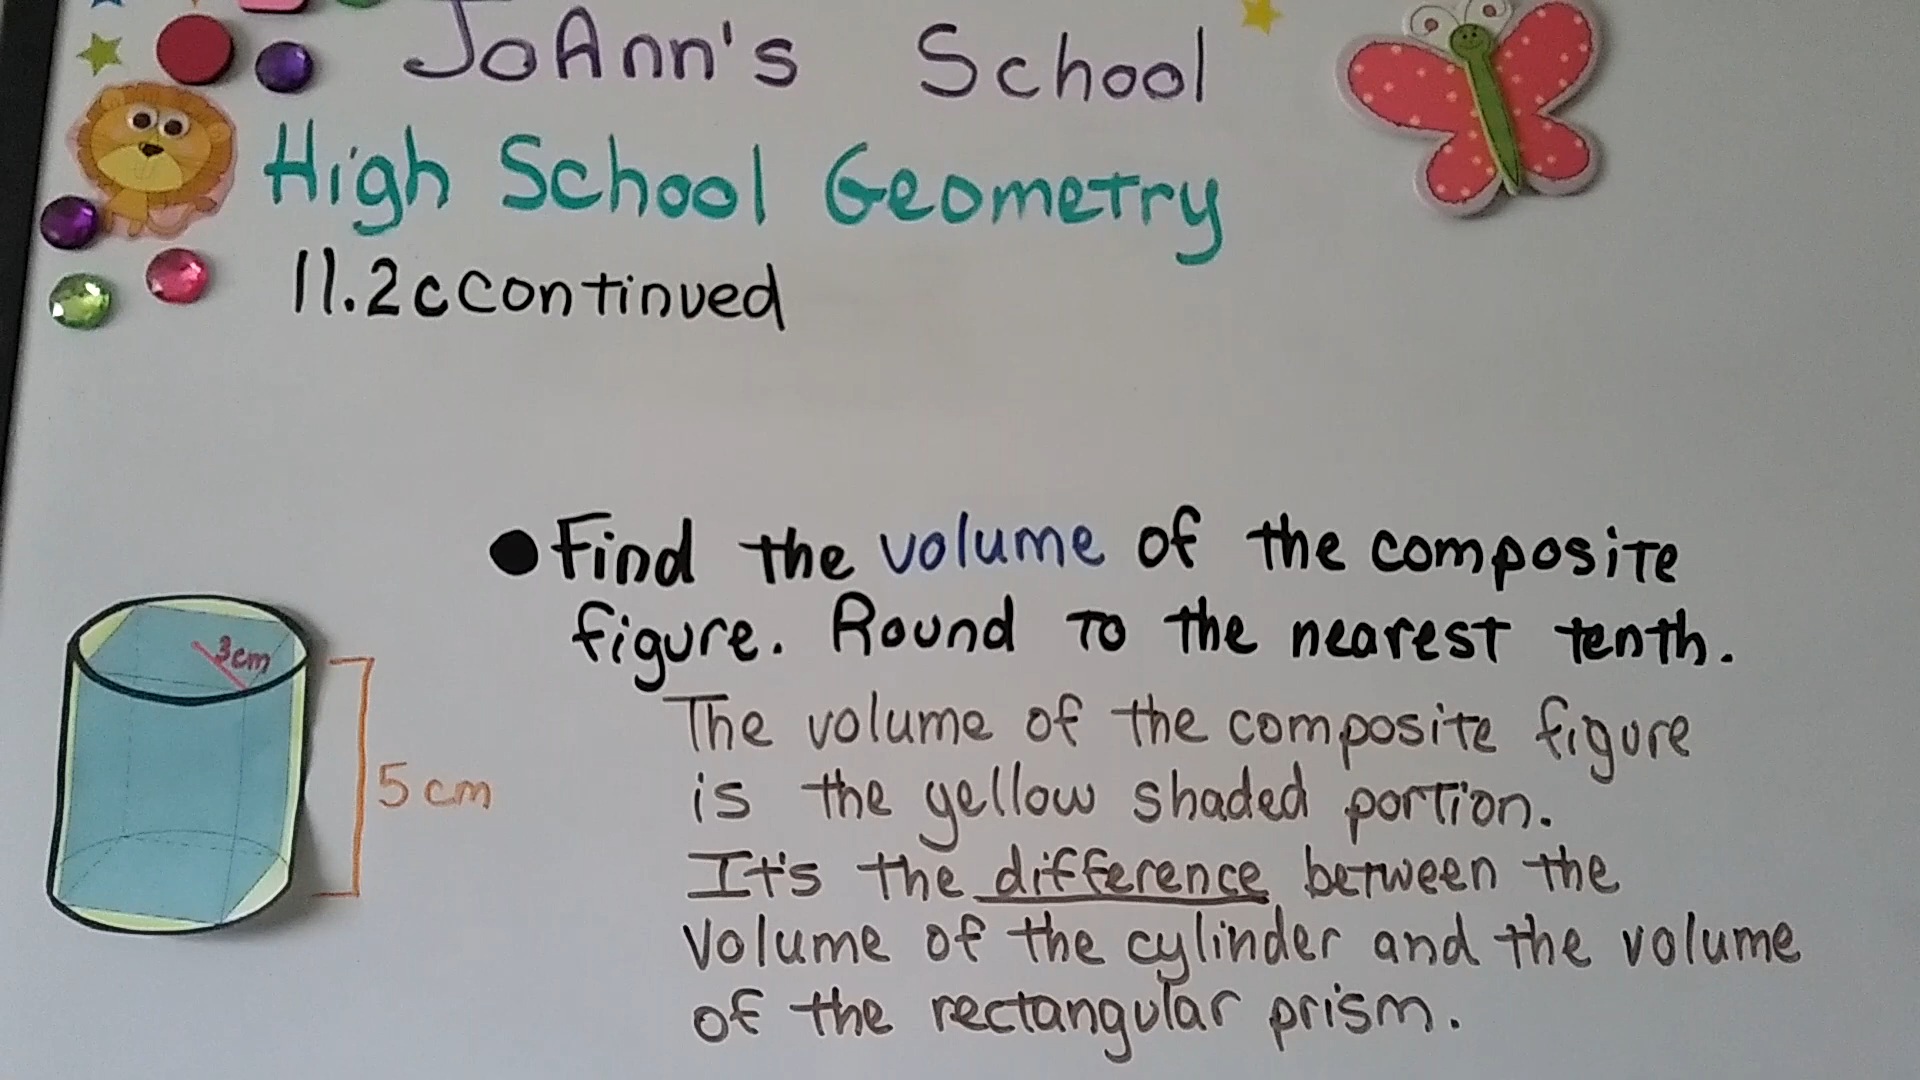 JoAnn's School
High School Geometry
11.2c continued
● Find the volume of the composite
figure. Round to the nearest tenth.
3cm
5cm
The volume of the composite figure
is the yellow shaded portion.
It's the difference between the
volume of the cylinder and the volume
of the rectangular prism.